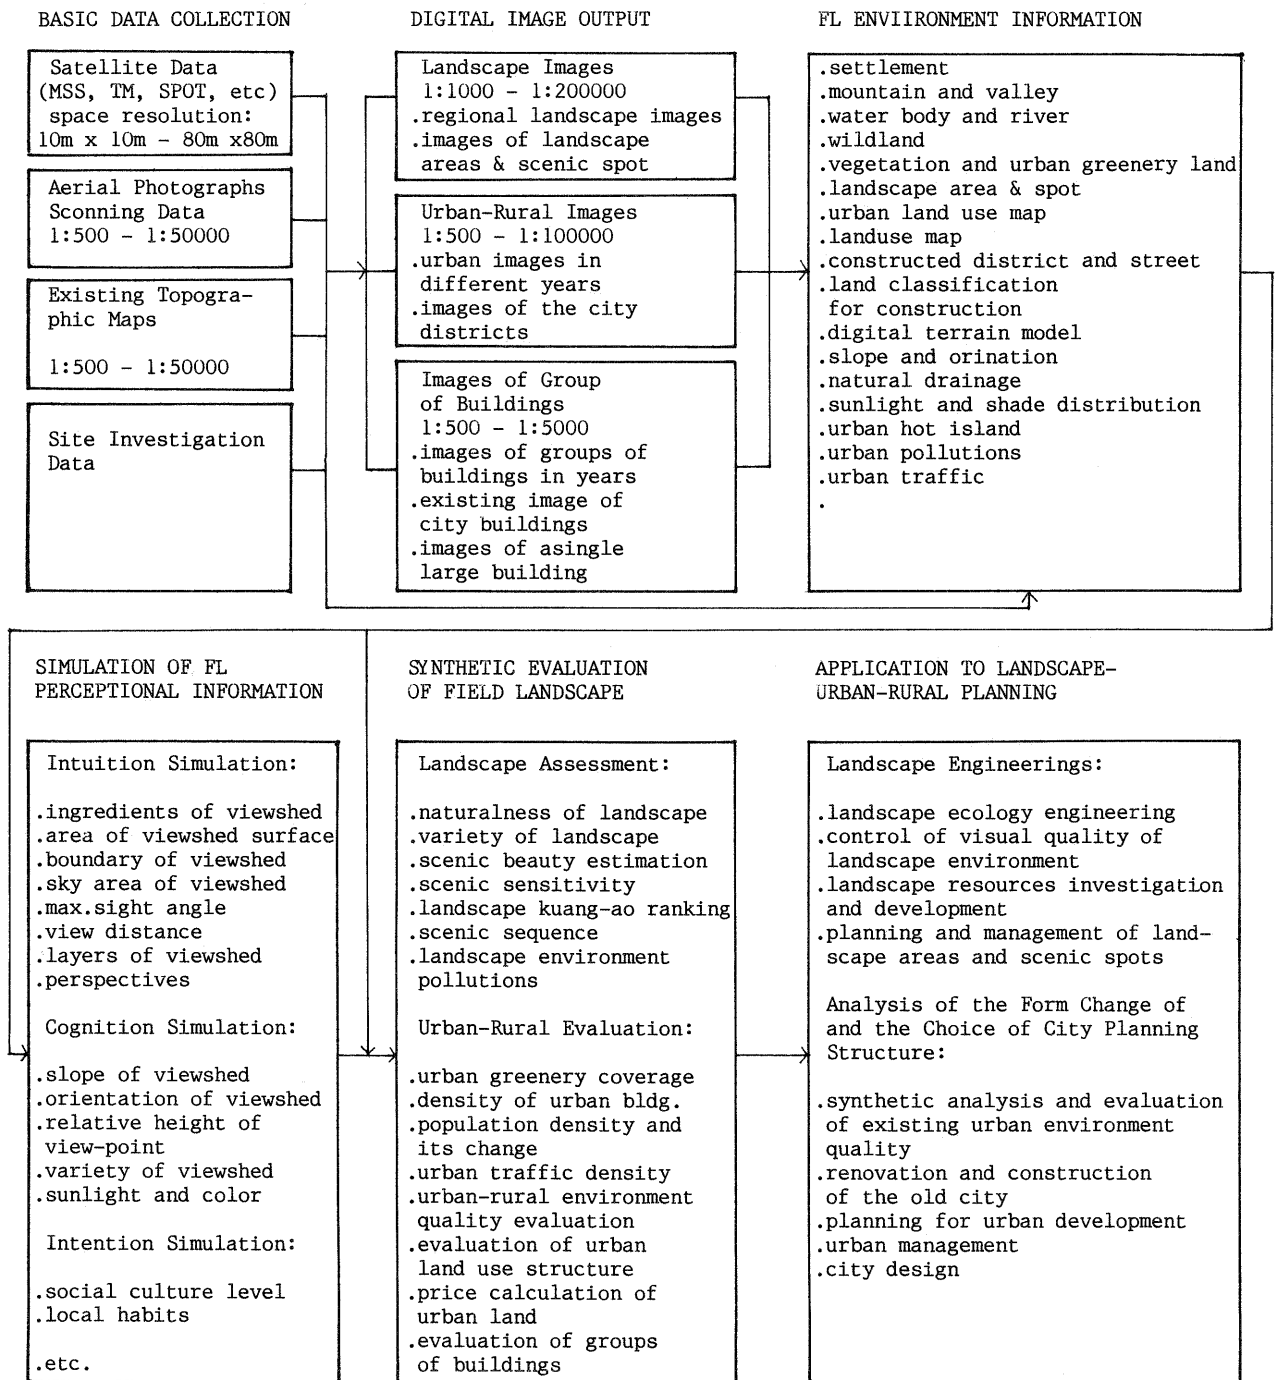 BASIC DATA COLLECTION
Satellite Data
(MSS, TM, SPOT, etc)
space resolution:
10m x 10m - 80m x80m
Aerial Photographs
Sconning Data
1:500 - 1:50000
Existing Topogra-
phic Maps
1:500 - 1:50000
Site Investigation
Data
DIGITAL IMAGE OUTPUT
Landscape Images
1:1000 - 1:200000
.regional landscape images
.images of landscape
areas & scenic spot
Urban-Rural Images
1:500 - 1:100000
.urban images in
different years
.images of the city
districts
Images of Group
of Buildings
1:500 - 1:5000
.images of groups of
buildings in years
.existing image of
city buildings
.images of asingle
large building
FL ENVIIRONMENT INFORMATION
.settlement
.mountain and valley
.water body and river
.wildland
.vegetation and urban greenery land
.landscape area & spot
.urban land use map
.landuse map
.constructed district and street
.land classification
for construction
.digital terrain model
.slope and orination
.natural drainage
.sunlight and shade distribution
.urban hot island
.urban pollutions
.urban traffic
.
SIMULATION OF FL
PERCEPTIONAL INFORMATION
Intuition Simulation:
.ingredients of viewshed
.area of viewshed surface
.boundary of viewshed
.sky area of viewshed
.max.sight angle
.view distance
.layers of viewshed
.perspectives
Cognition Simulation:
.slope of viewshed
.orientation of viewshed
.relative height of
view-point
.variety of viewshed
.sunlight and color
Intention Simulation:
.social culture level
.local habits
.etc.
SYNTHETIC EVALUATION
OF FIELD LANDSCAPE
Landscape Assessment:
.naturalness of landscape
.variety of landscape
.scenic beauty estimation
.scenic sensitivity
.landscape kuang-ao ranking
.scenic sequence
.landscape environment
pollutions
Urban-Rural Evaluation:
.urban greenery coverage
.density of urban bldg.
.population density and
its change
.urban traffic density
.urban-rural environment
quality evaluation
.evaluation of urban
land use structure
.price calculation of
urban land
.evaluation of groups
of buildings
APPLICATION TO LANDSCAPE-
URBAN-RURAL PLANNING
Landscape Engineerings:
.landscape ecology engineering
.control of visual quality of
landscape environment
.landscape resources investigation
and development
.planning and management of land-
scape areas and scenic spots
Analysis of the Form Change of
and the Choice of City Planning
Structure:
.synthetic analysis and evaluation
of existing urban environment
quality
.renovation and construction
of the old city
.planning for urban development
.urban management
.city design